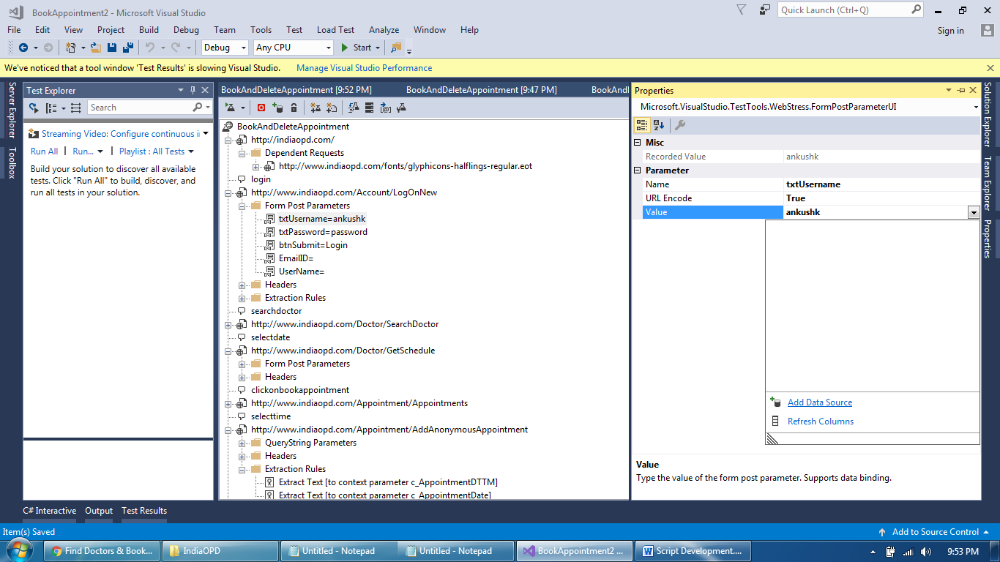 BookAppointment2 - Microsoft Visual Studio
Quick Launch (Ctrl+Q)
File Edit View Project Build Debug Team Tools Test Load Test Analyze Window Help
Sign in
Debug Any CPU Start
We've noticed that a tool window 'Test Results' is slowing Visual Studio. Manage Visual Studio Performance
Server Explorer
Toolbox
Test Explorer
Search
Streaming Video: Configure continuous i
Run All | Run... | Playlist : All Tests
Build your solution to discover all available
tests. Click "Run All" to build, discover, and
run all tests in your solution.
BookAndDeleteAppointment [9:52 PM] BookAndDeleteAppointment [9:47 PM] BookAndI
BookAndDeleteAppointment
http://indiaopd.com/
Dependent Requests
http://www.indiaopd.com/fonts/glyphicons-halflings-regular.eot
login
http://www.indiaopd.com/Account/LogOnNew
Form Post Parameters
txtUsername=ankushk
txtPassword=password
btnSubmit=Login
EmailID=
UserName=
Headers
Extraction Rules
searchdoctor
http://www.indiaopd.com/Doctor/SearchDoctor
selectdate
http://www.indiaopd.com/Doctor/GetSchedule
Form Post Parameters
Headers
clickonbookappointment
http://www.indiaopd.com/Appointment/Appointments
selecttime
http://www.indiaopd.com/Appointment/AddAnonymousAppointment
QueryString Parameters
Headers
Extraction Rules
Extract Text [to context parameter c_AppointmentDTTM]
Extract Text [to context parameter c_AppointmentDate]
Properties
Microsoft.VisualStudio.TestTools.WebStress.FormPostParameterUI
Misc
Recorded Value ankushk
Parameter
Name txtUsername
URL Encode True
Value ankushk
Add Data Source
Refresh Columns
Value
Type the value of the form post parameter. Supports data binding.
Solution Explorer
Team Explorer
Properties
C# Interactive Output Test Results
Item(s) Saved
Add to Source Control
Find Doctors & Book... IndiaOPD Untitled - Notepad Untitled - Notepad BookAppointment2 ... Script Development.... 9:53 PM